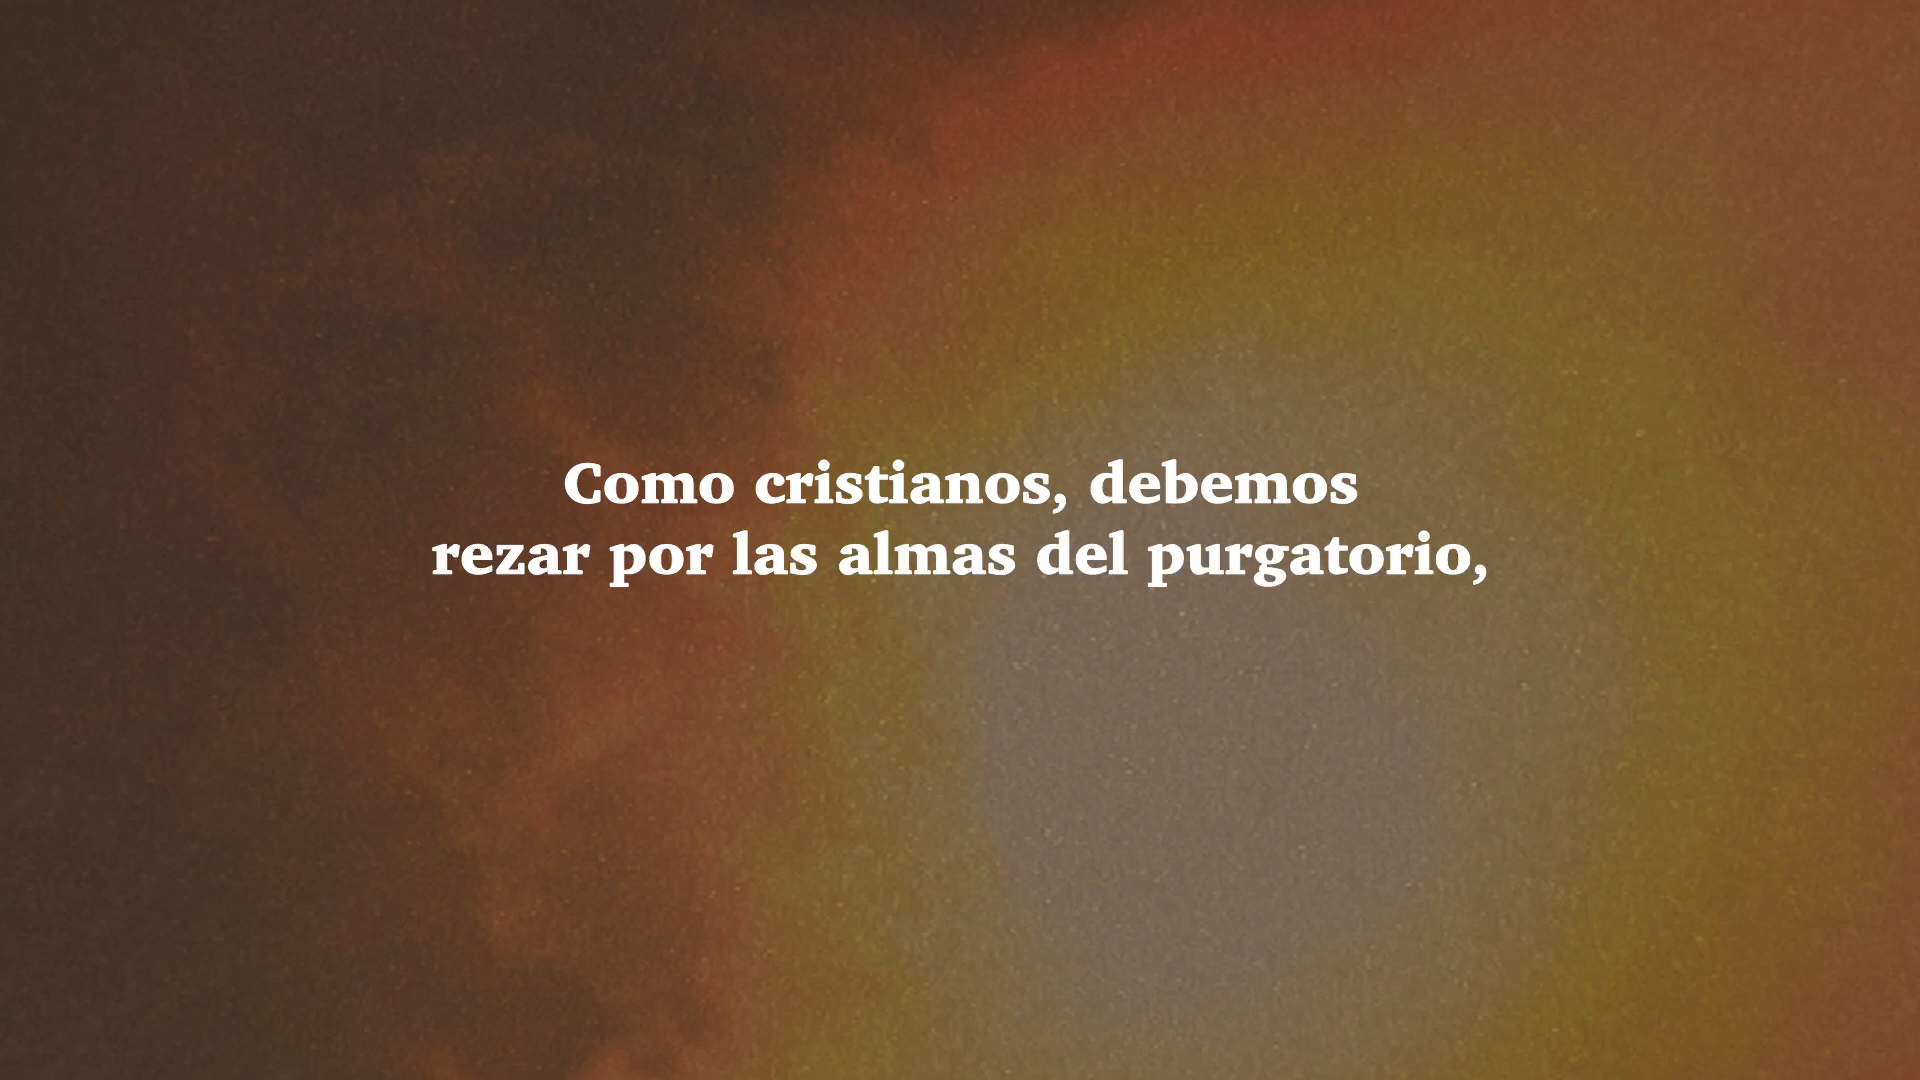 Como cristianos, debemos
rezar por las almas del purgatorio,